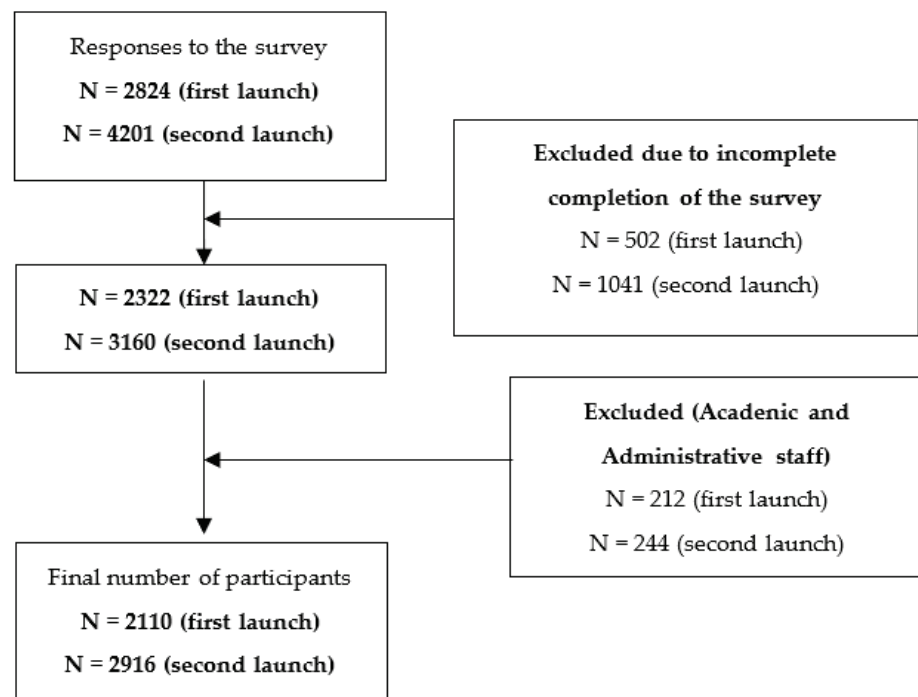 Responses to the survey
N = 2824 (first launch)
N = 4201 (second launch)
Excluded due to incomplete
completion of the survey
N = 502 (first launch)
N = 1041 (second launch)
N = 2322 (first launch)
N = 3160 (second launch)
Excluded (Acadenic and
Administrative staff)
N = 212 (first launch)
N = 244 (second launch)
Final number of participants
N = 2110 (first launch)
N = 2916 (second launch)